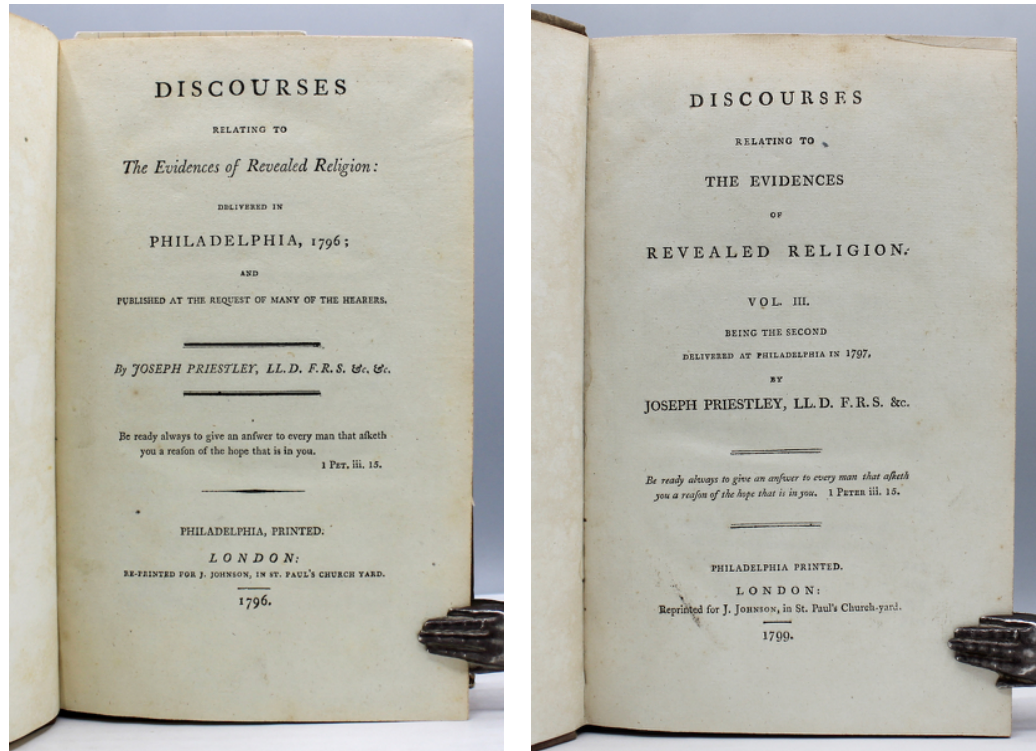 DISCOURSES
RELATING TO
The Evidences of Revealed Religion:
DELIVERED IN
PHILADELPHIA, 1796;
AND
PUBLISHED AT THE REQUEST OF MANY OF THE HEARERS.
By JOSEPH PRIESTLEY, LL.D. F.R.S. &c. &c.
Be ready always to give an anſwer to every man that aſketh
you a reaſon of the hope that is in you.
1 PET. iii. 15.
PHILADELPHIA, PRINTED:
LONDON:
RE-PRINTED FOR J. JOHNSON, IN ST. PAUL'S CHURCH YARD.
1796.
DISCOURSES
RELATING TO
THE EVIDENCES
OF
REVEALED RELIGION.
VOL. III.
BEING THE SECOND
DELIVERED AT PHILADELPHIA IN 1797,
BY
JOSEPH PRIESTLEY, LL.D. F.R.S. &c.
Be ready always to give an anſwer to every man that aſketh
you a reaſon of the hope that is in you. 1 PETER iii. 15.
PHILADELPHIA PRINTED.
LONDON:
Reprinted for J. JOHNSON, in St. Paul's Church-yard.
1799.